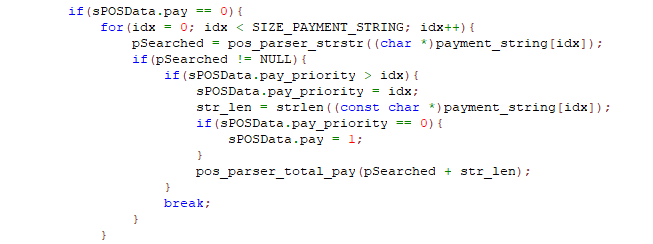 if(sPOSData.pay == 0){
for(idx = 0; idx < SIZE_PAYMENT_STRING; idx++){
pSearched = pos_parser_strstr((char *)payment_string[idx]);
if(pSearched != NULL){
if(sPOSData.pay_priority > idx){
sPOSData.pay_priority = idx;
str_len = strlen((const char *)payment_string[idx]);
if(sPOSData.pay_priority == 0){
sPOSData.pay = 1;
}
pos_parser_total_pay(pSearched + str_len);
}
break;
}
}